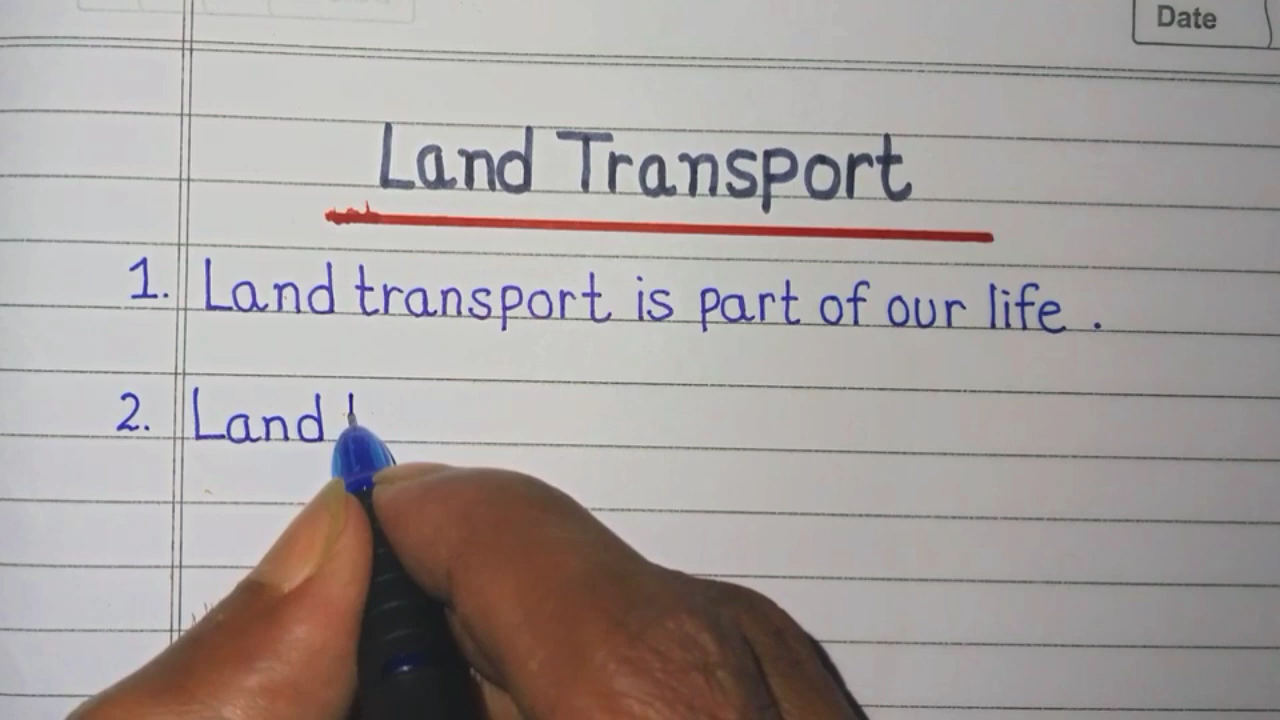 Date
Land Transport
1. Land transport is part of our life .
2. Land